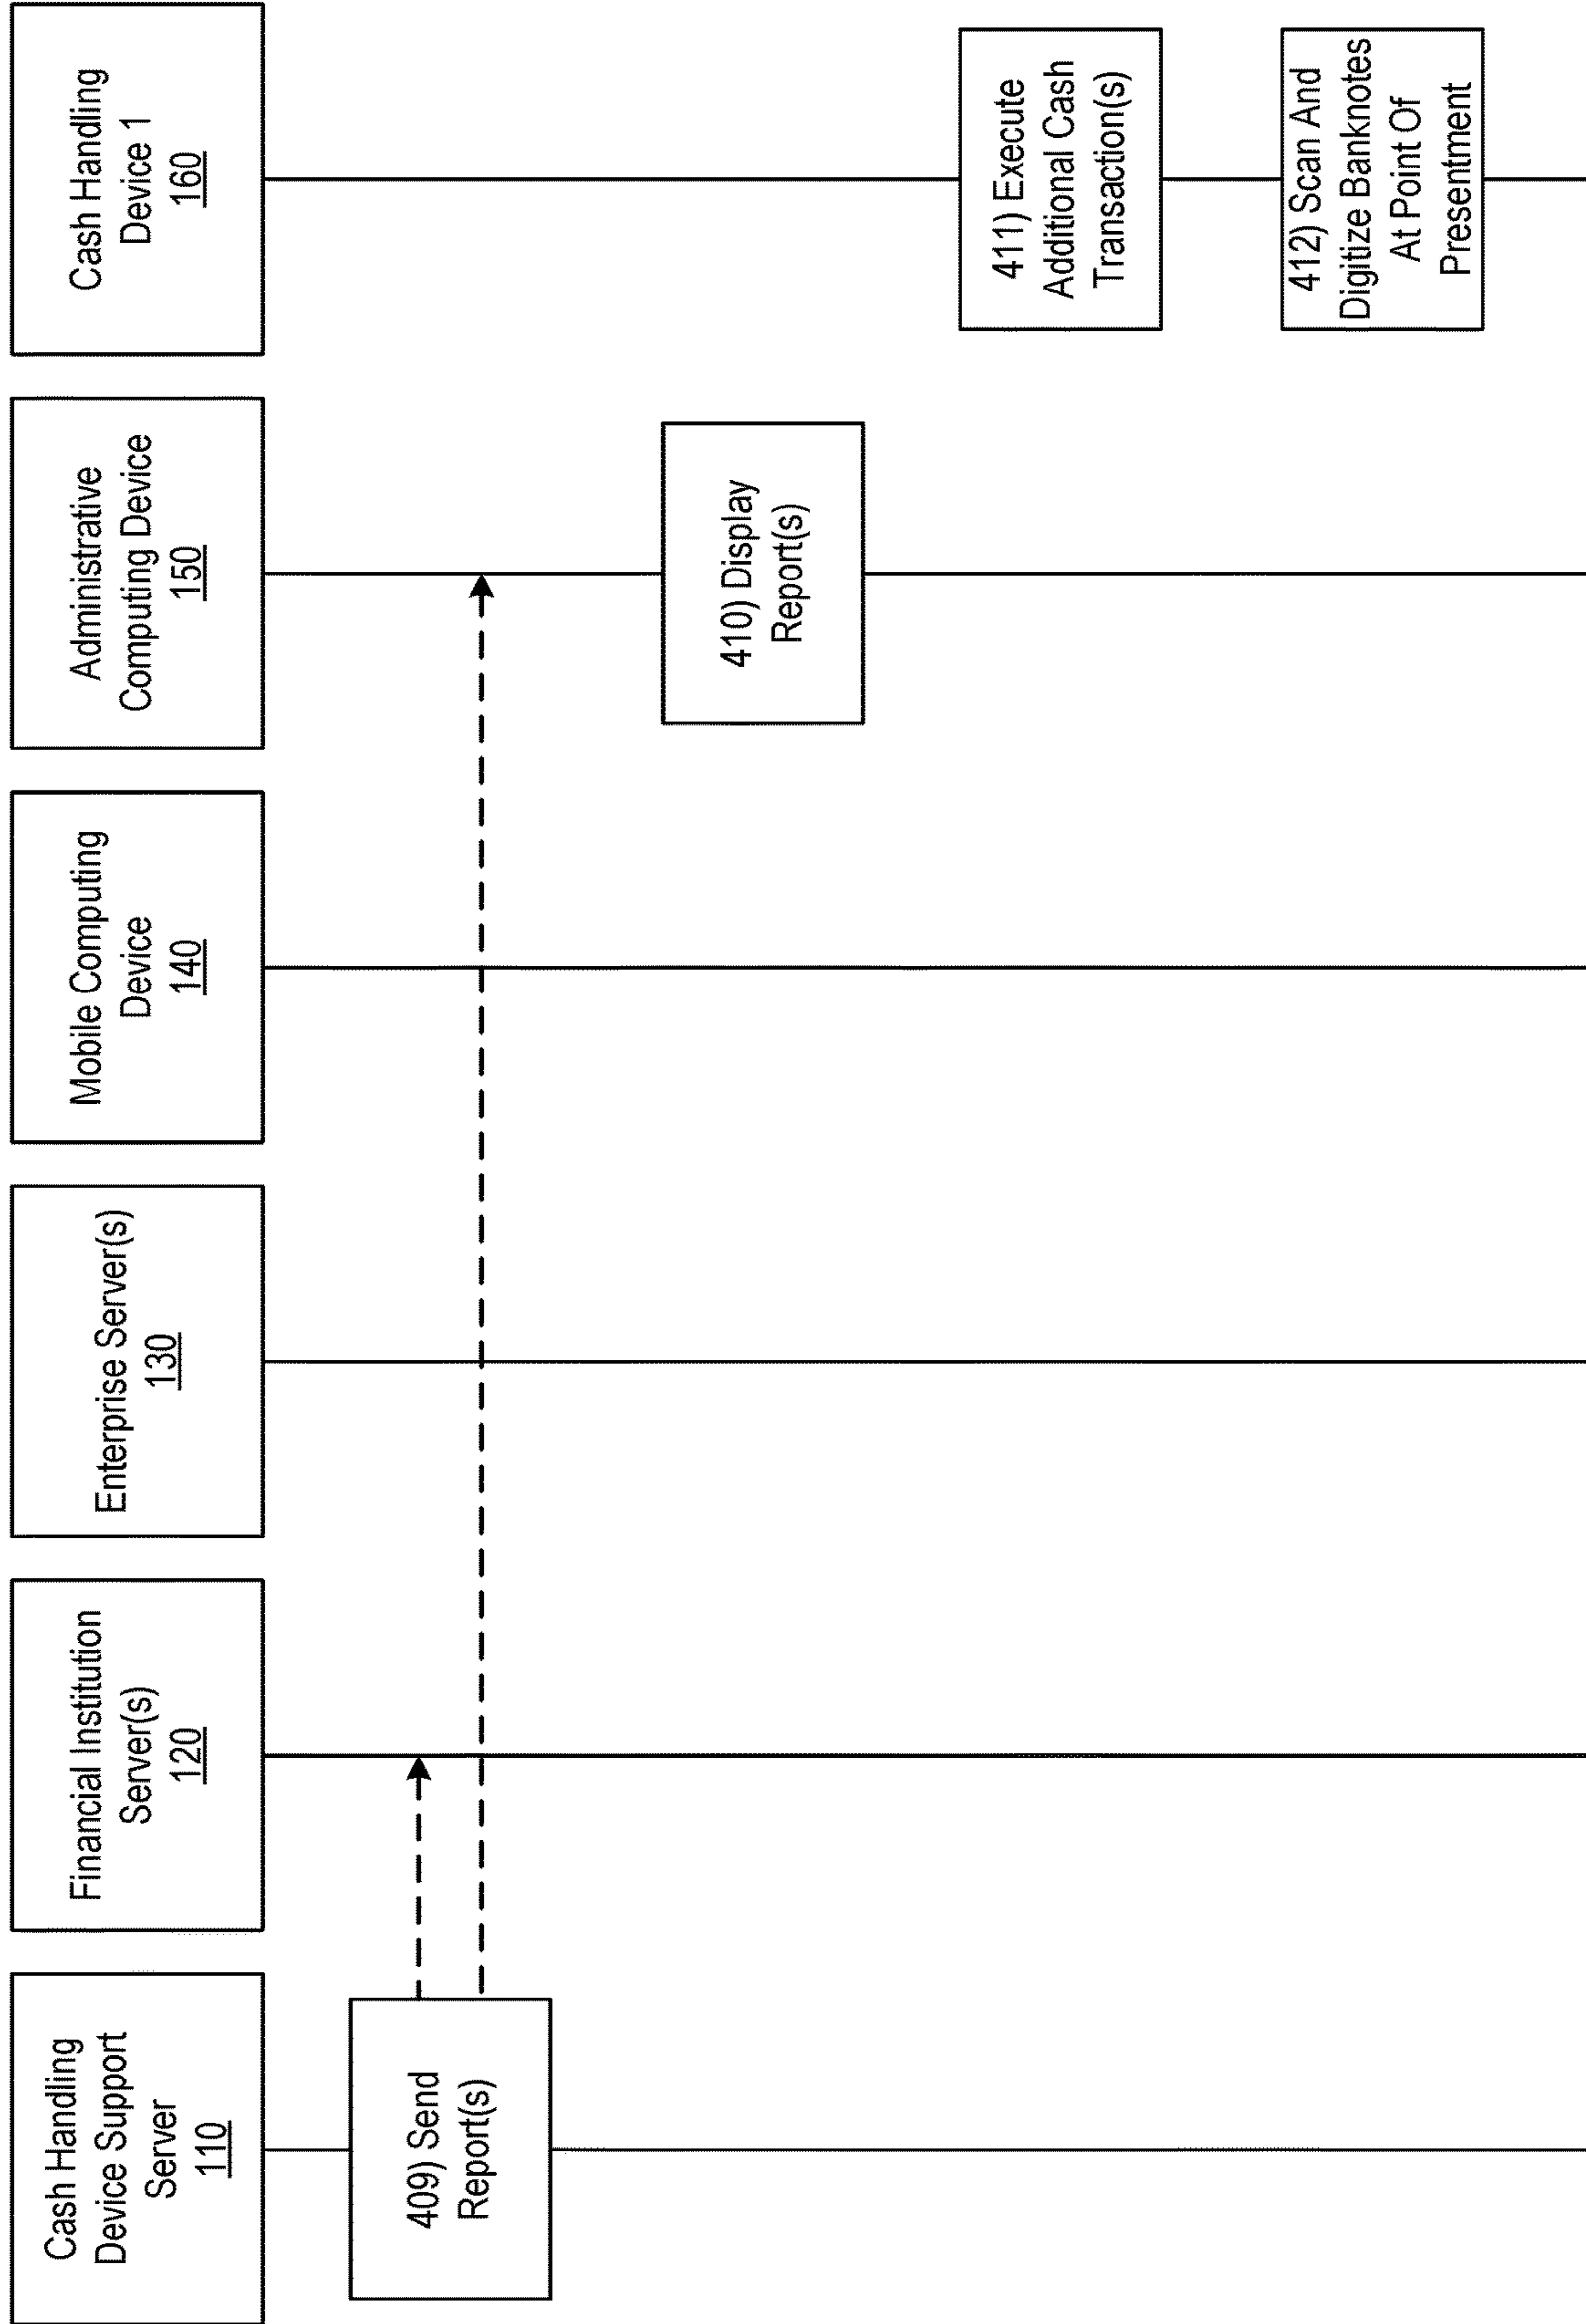 Cash Handling
Device Support
Server
110
Financial Institution
Server(s)
120
Enterprise Server(s)
130
Mobile Computing
Device
140
Administrative
Computing Device
150
Cash Handling
Device 1
160
409) Send
Report(s)
410) Display
Report(s)
411) Execute
Additional Cash
Transaction(s)
412) Scan And
Digitize Banknotes
At Point Of
Presentment